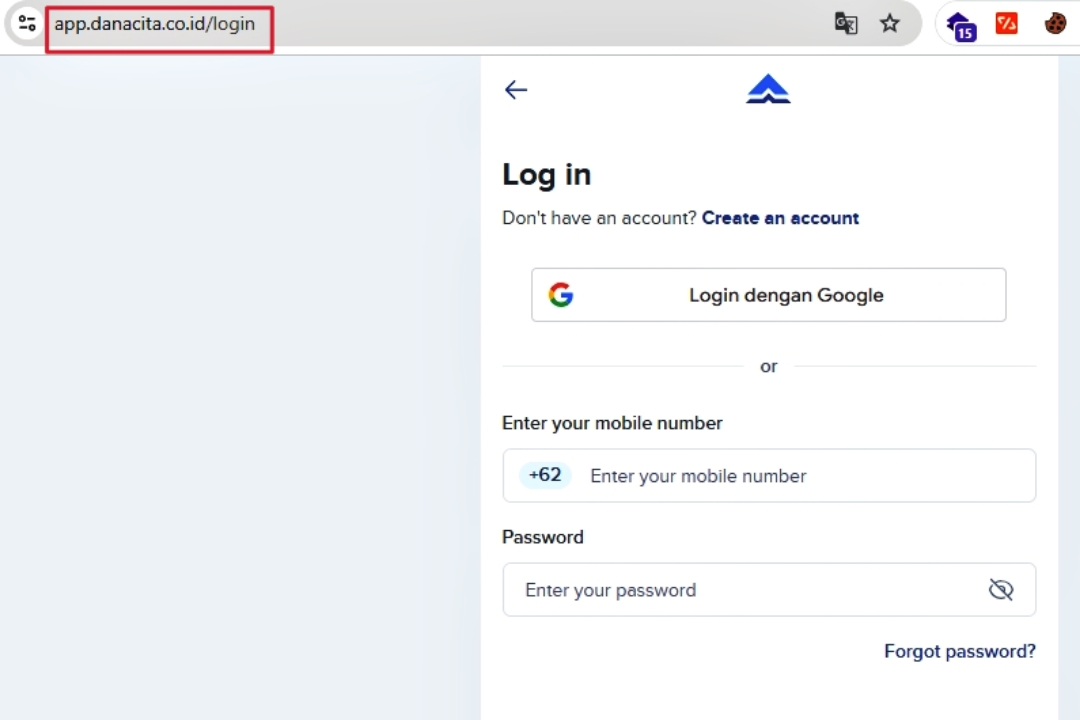 app.danacita.co.id/login
15
Log in
Don't have an account? Create an account
Login dengan Google
or
Enter your mobile number
+62 Enter your mobile number
Password
Enter your password
Forgot password?